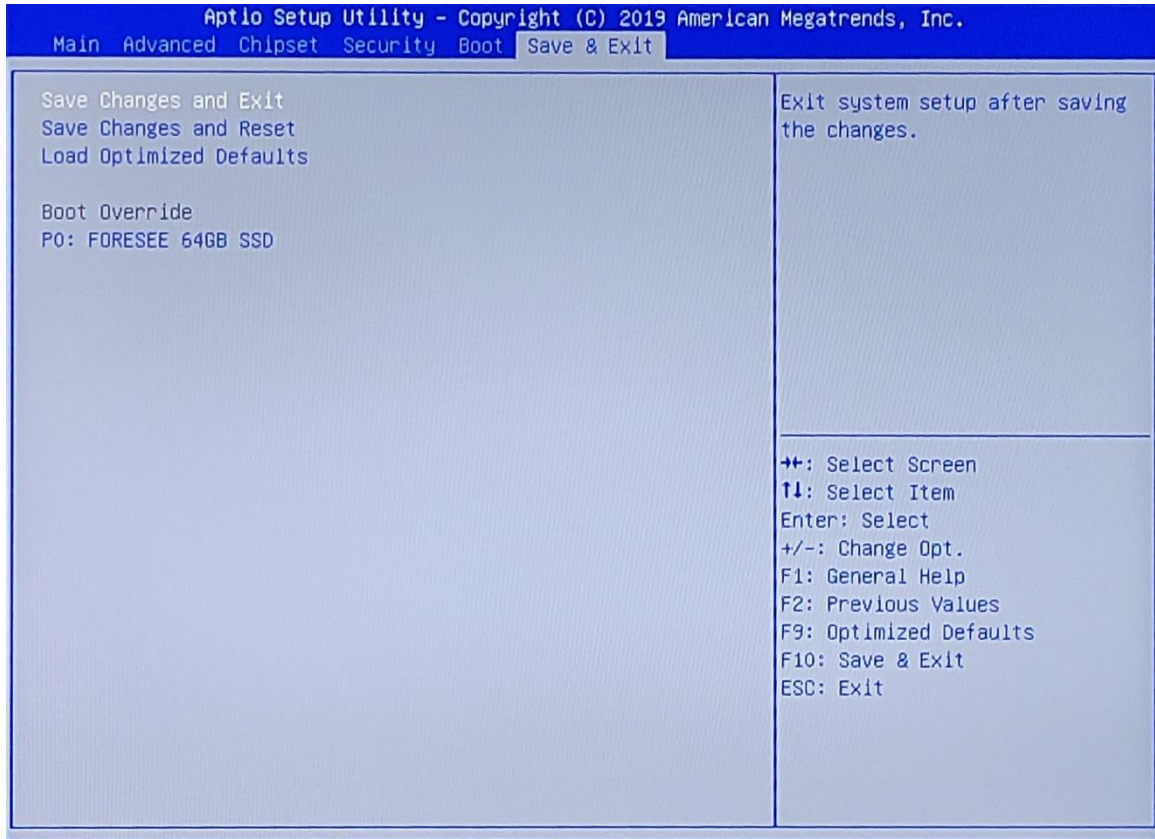 Aptio Setup Utility – Copyright (C) 2019 American Megatrends, Inc.
Main Advanced Chipset Security Boot Save & Exit
Save Changes and Exit
Save Changes and Reset
Load Optimized Defaults
Boot Override
P0: FORESEE 64GB SSD
Exit system setup after saving
the changes.
→←: Select Screen
↑↓: Select Item
Enter: Select
+/-: Change Opt.
F1: General Help
F2: Previous Values
F9: Optimized Defaults
F10: Save & Exit
ESC: Exit